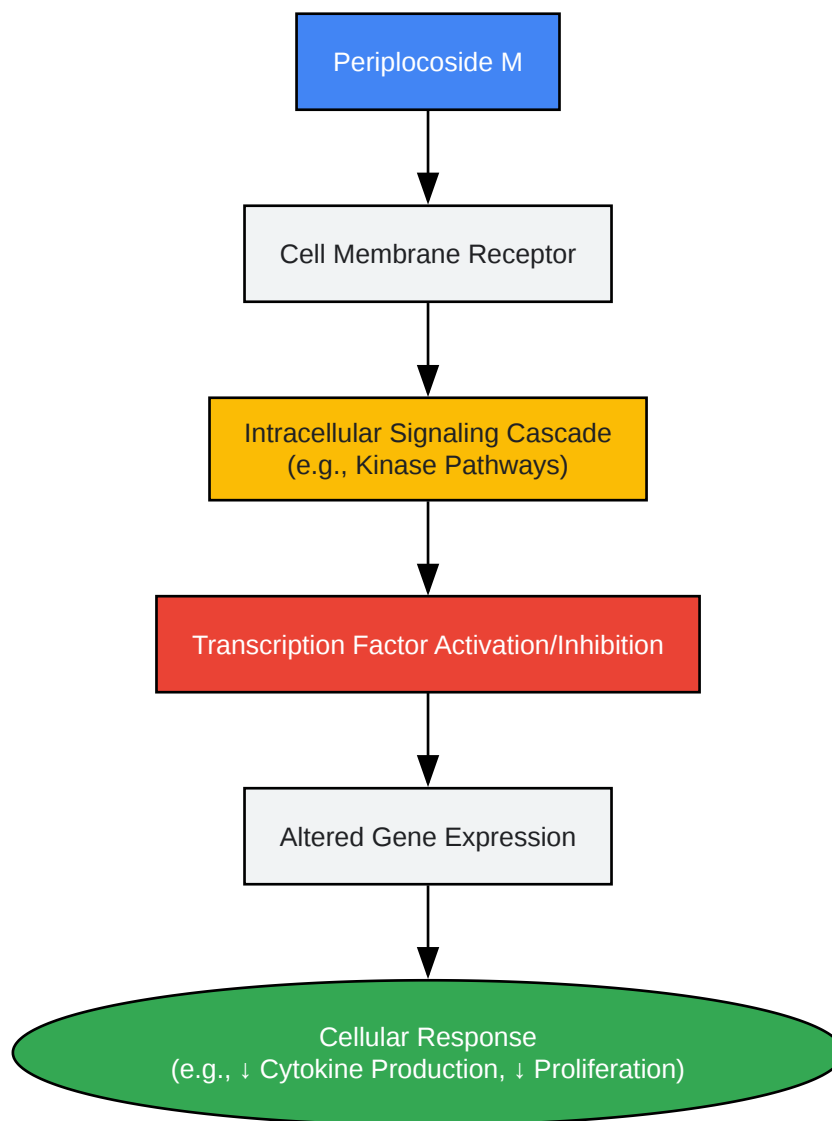 Periplocoside M
Cell Membrane Receptor
Intracellular Signaling Cascade
(e.g., Kinase Pathways)
Transcription Factor Activation/Inhibition
Altered Gene Expression
Cellular Response
(e.g., ↓ Cytokine Production, ↓ Proliferation)